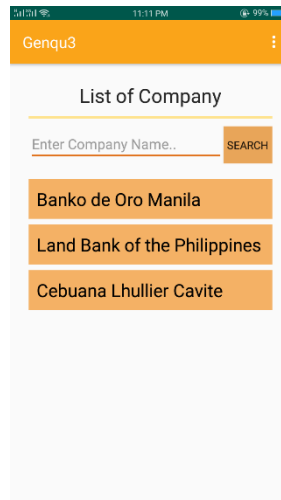 11:11 PM 99%
Genqu3
List of Company
Enter Company Name.. SEARCH
Banko de Oro Manila
Land Bank of the Philippines
Cebuana Lhullier Cavite